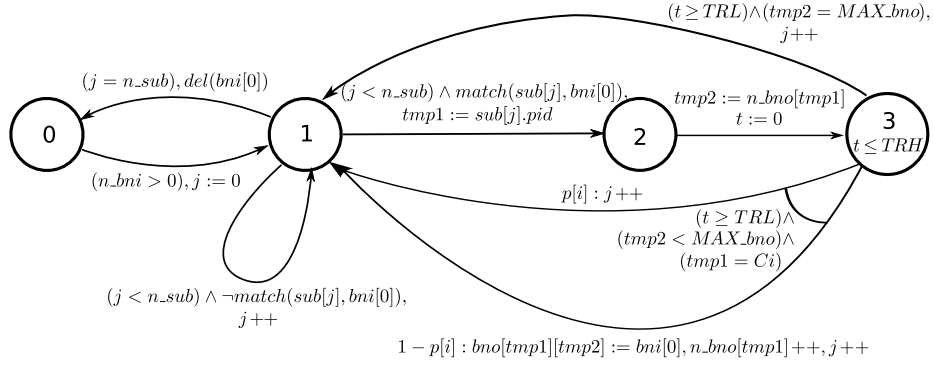 (t ≥ TRL)∧(tmp2 = MAX_bno),
j++
(j = n_sub), del(bni[0])
(j < n_sub) ∧ match(sub[j], bni[0]),
tmp1 := sub[j].pid
tmp2 := n_bno[tmp1]
t := 0
0
1
2
3
t ≤ TRH
(n_bni > 0), j := 0
p[i] : j++
(t ≥ TRL)∧
(tmp2 < MAX_bno)∧
(tmp1 = Ci)
(j < n_sub) ∧ ¬match(sub[j], bni[0]),
j++
1 − p[i] : bno[tmp1][tmp2] := bni[0], n_bno[tmp1]++, j++